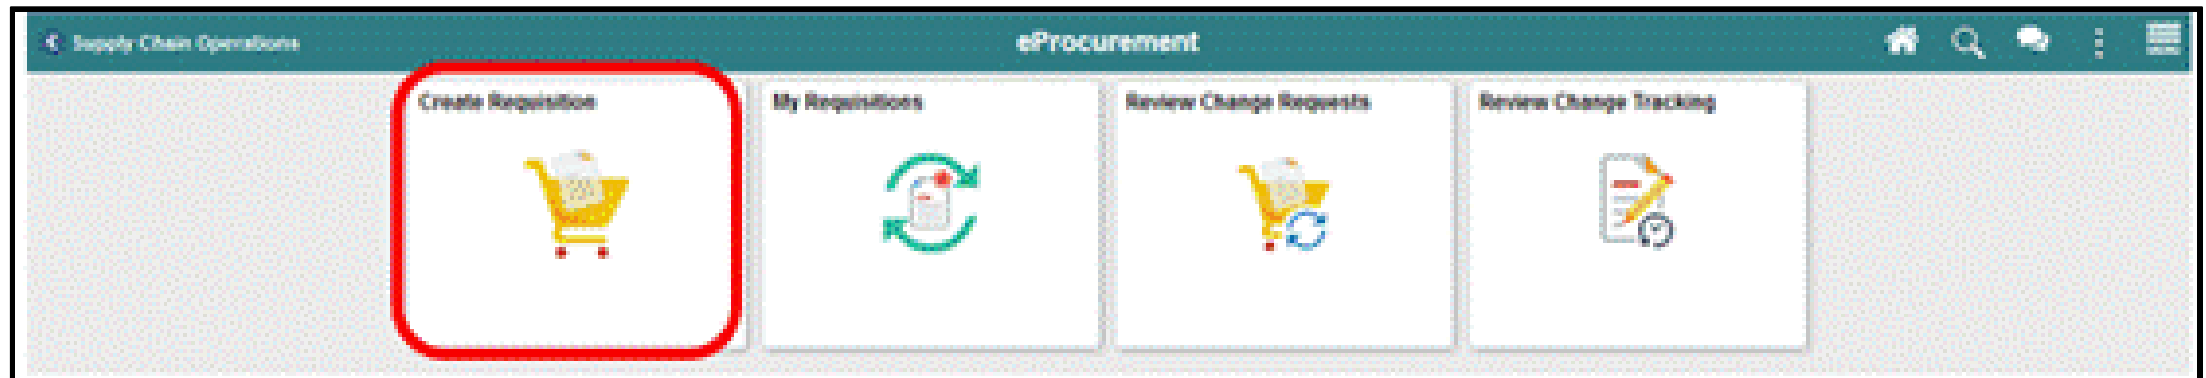 Supply Chain Operations
eProcurement
Create Requisition
My Requisitions
Review Change Requests
Review Change Tracking